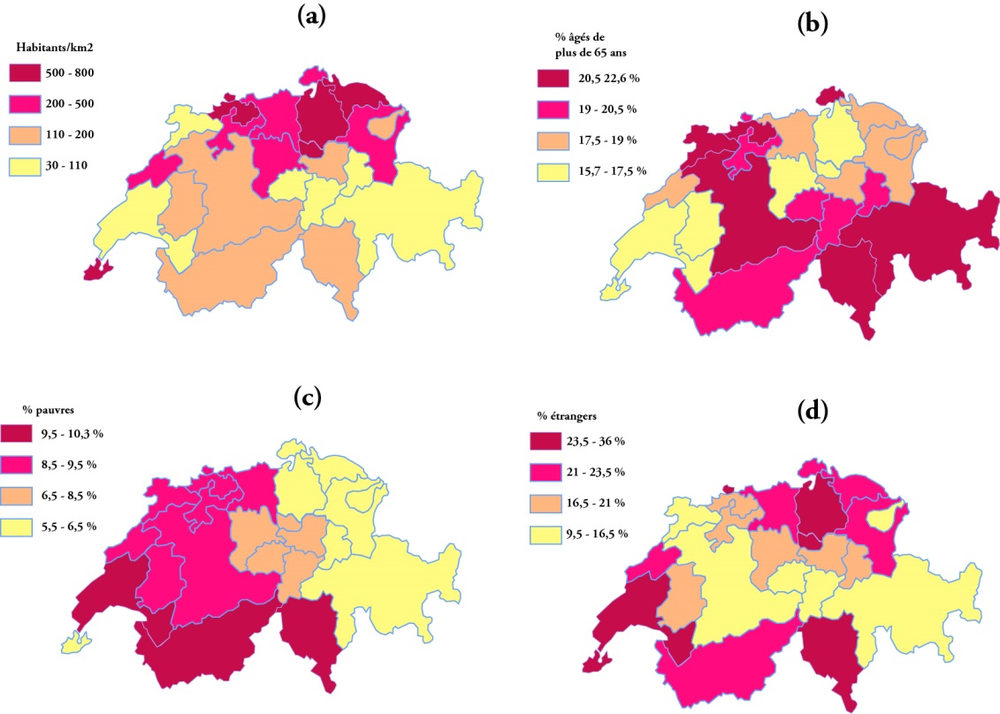 (a)
Habitants/km2
500 - 800
200 - 500
110 - 200
30 - 110
(b)
% âgés de
plus de 65 ans
20,5 22,6 %
19 - 20,5 %
17,5 - 19 %
15,7 - 17,5 %
(c)
% pauvres
9,5 - 10,3 %
8,5 - 9,5 %
6,5 - 8,5 %
5,5 - 6,5 %
(d)
% étrangers
23,5 - 36 %
21 - 23,5 %
16,5 - 21 %
9,5 - 16,5 %